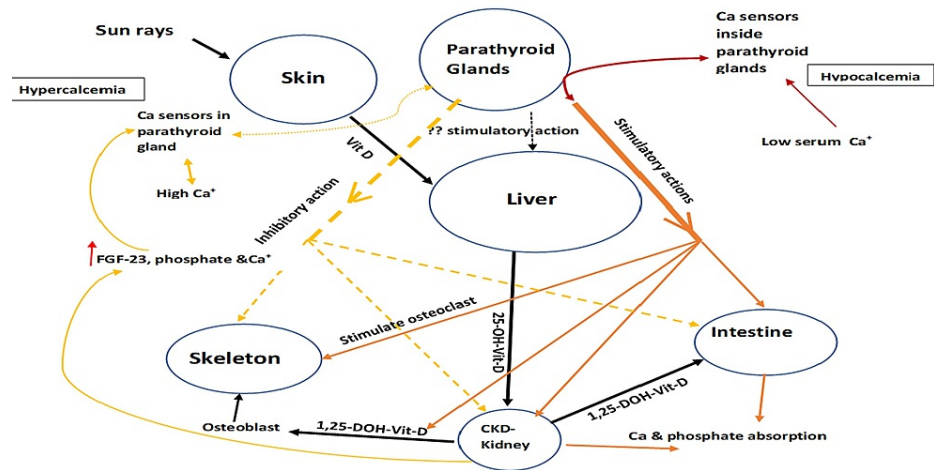 Sun rays
Skin
Parathyroid
Glands
Ca sensors
inside
parathyroid
glands
Hypercalcemia
Hypocalcemia
Ca sensors in
parathyroid
gland
?? stimulatory action
Stimulatory actions
Low serum Ca⁺
Vit D
High Ca⁺
Liver
Inhibitory action
FGF-23, phosphate &Ca⁺
Stimulate osteoclast
25-OH-Vit-D
Intestine
Skeleton
1,25-DOH-Vit-D
Osteoblast
1,25-DOH-Vit-D
CKD-
Kidney
Ca & phosphate absorption